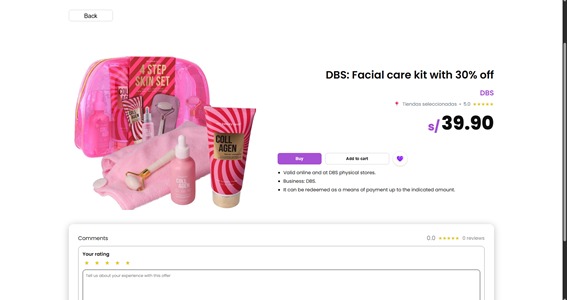 Back
4 STEP
SKIN SET
COLL
AGEN
DBS: Facial care kit with 30% off
DBS
Tiendas seleccionadas • 5.0 ★★★★★
s/39.90
Buy
Add to cart
• Valid online and at DBS physical stores.
• Business: DBS.
• It can be redeemed as a means of payment up to the indicated amount.
Comments
0.0 ★★★★★ 0 reviews
Your rating
★ ★ ★ ★ ★
Tell us about your experience with this offer